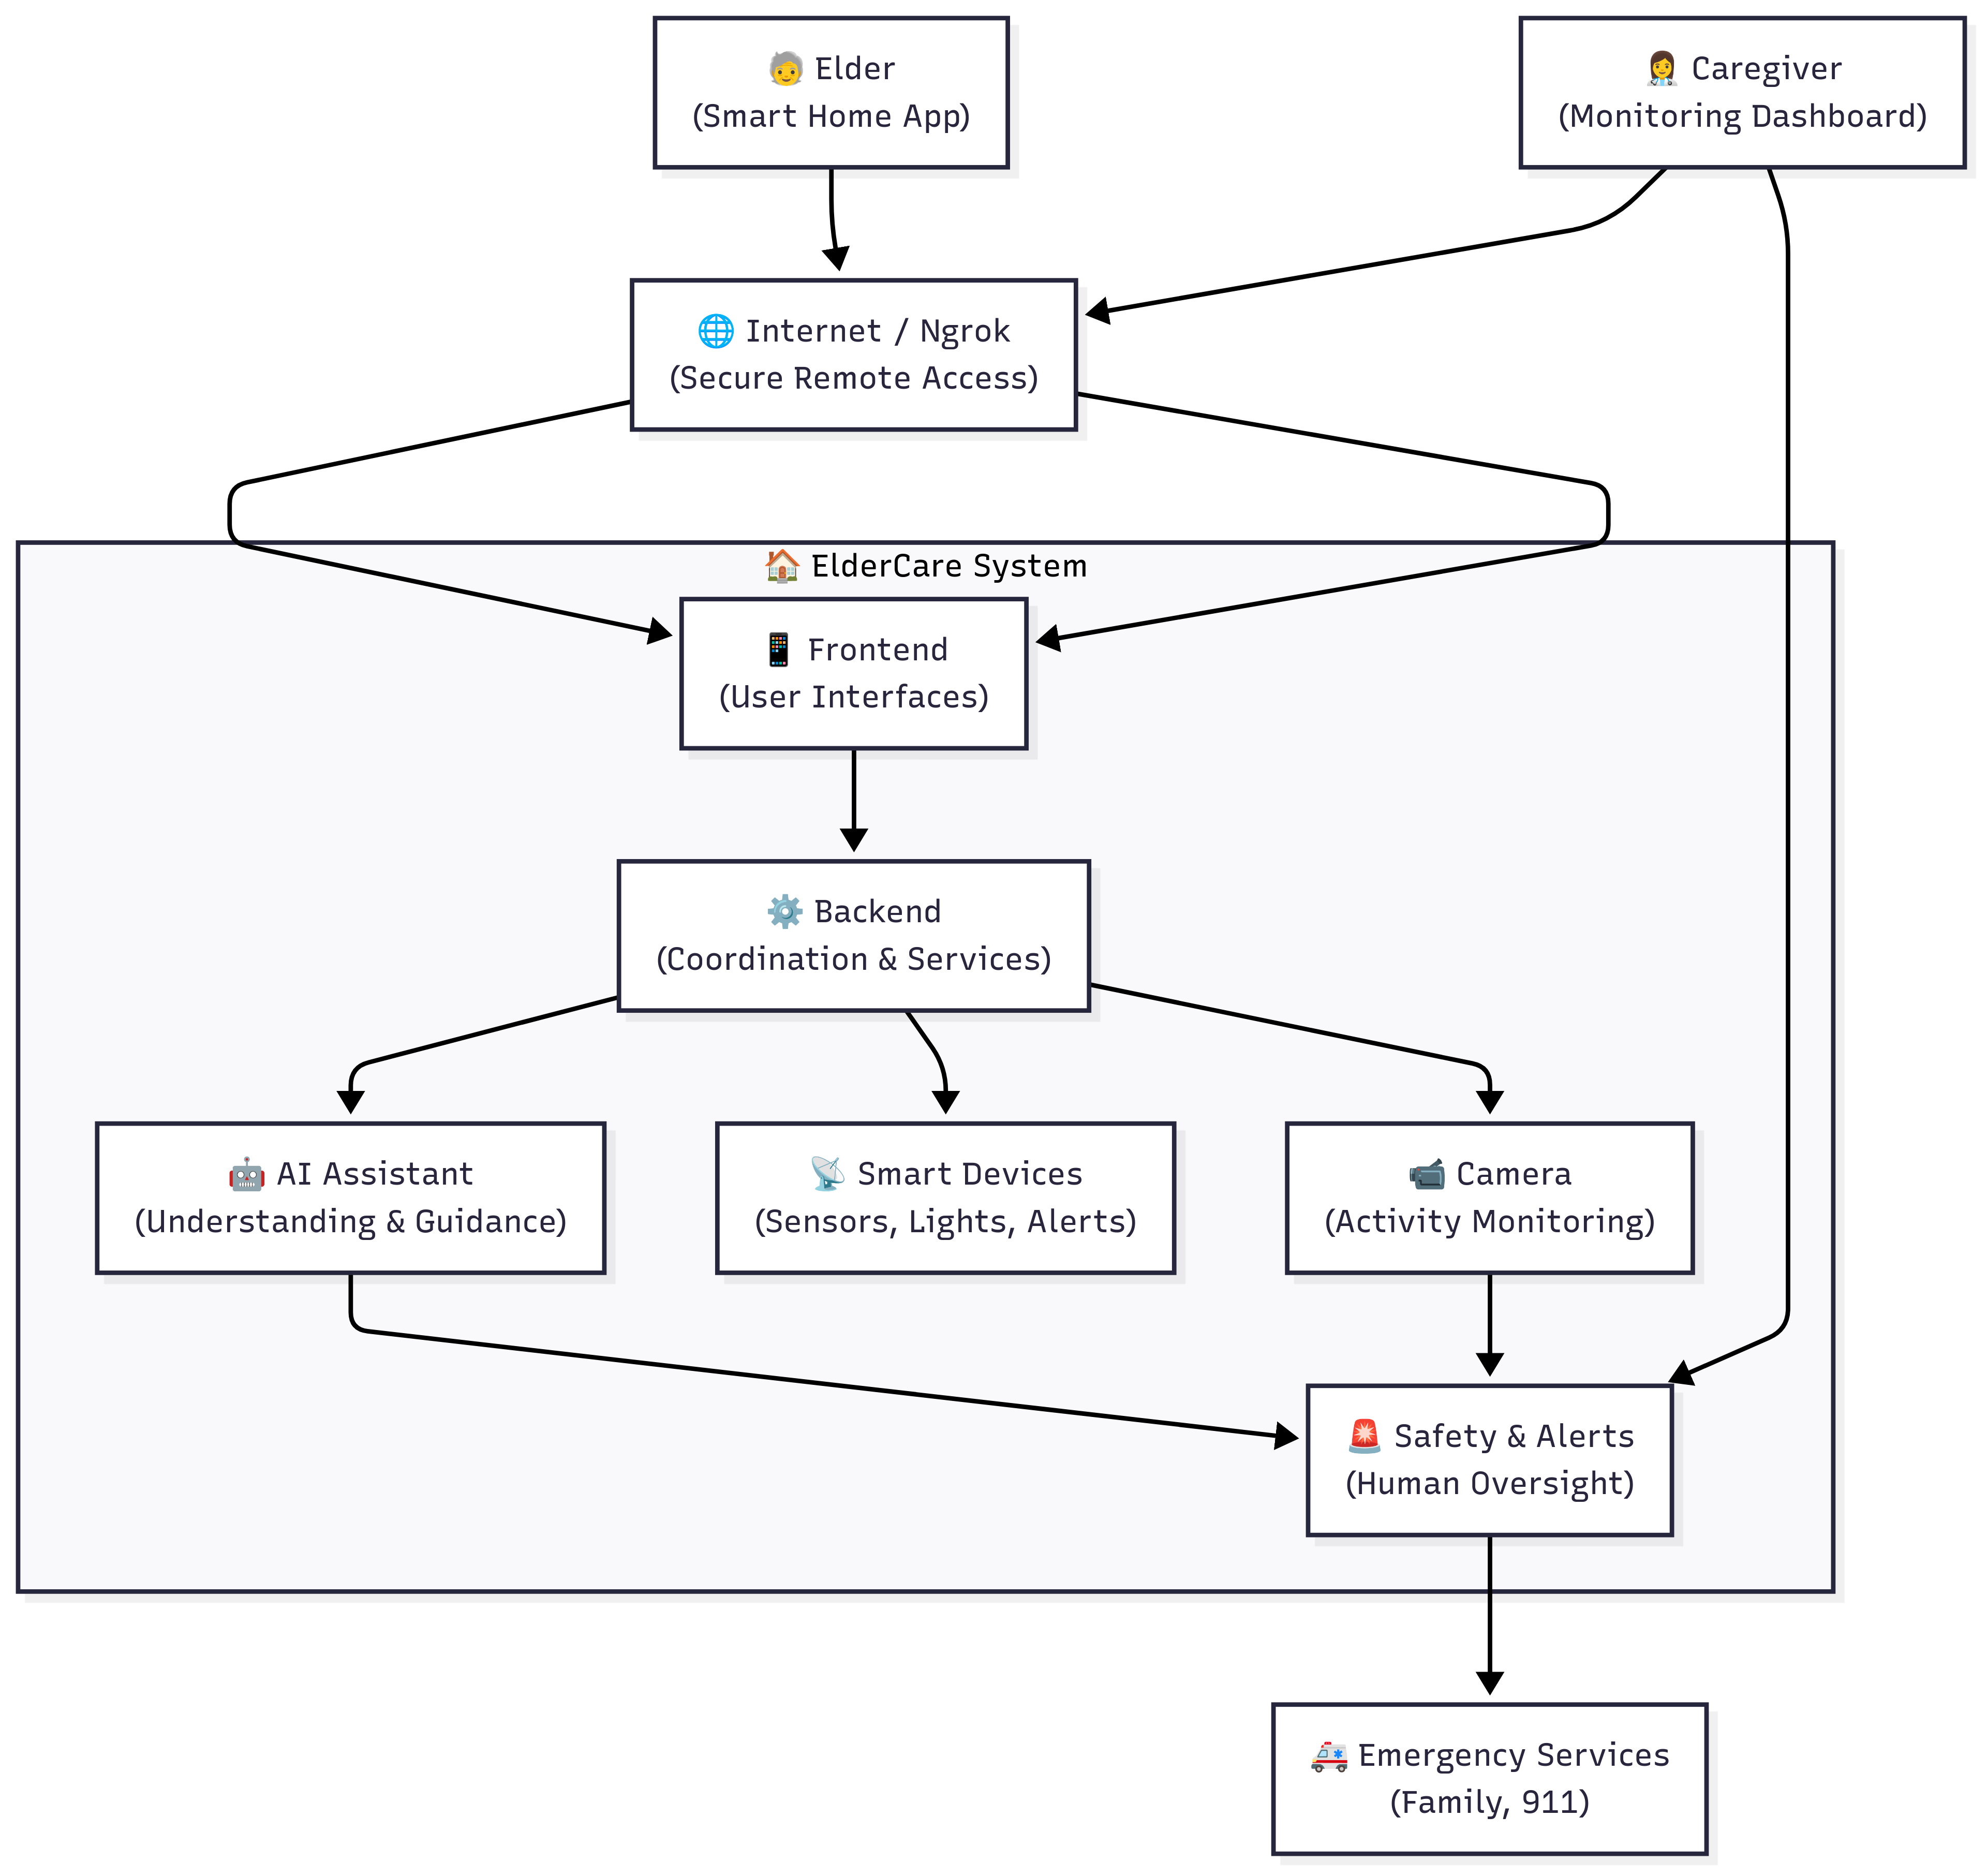 Elder
(Smart Home App)
Caregiver
(Monitoring Dashboard)
Internet / Ngrok
(Secure Remote Access)
ElderCare System
Frontend
(User Interfaces)
Backend
(Coordination & Services)
AI Assistant
(Understanding & Guidance)
Smart Devices
(Sensors, Lights, Alerts)
Camera
(Activity Monitoring)
Safety & Alerts
(Human Oversight)
Emergency Services
(Family, 911)